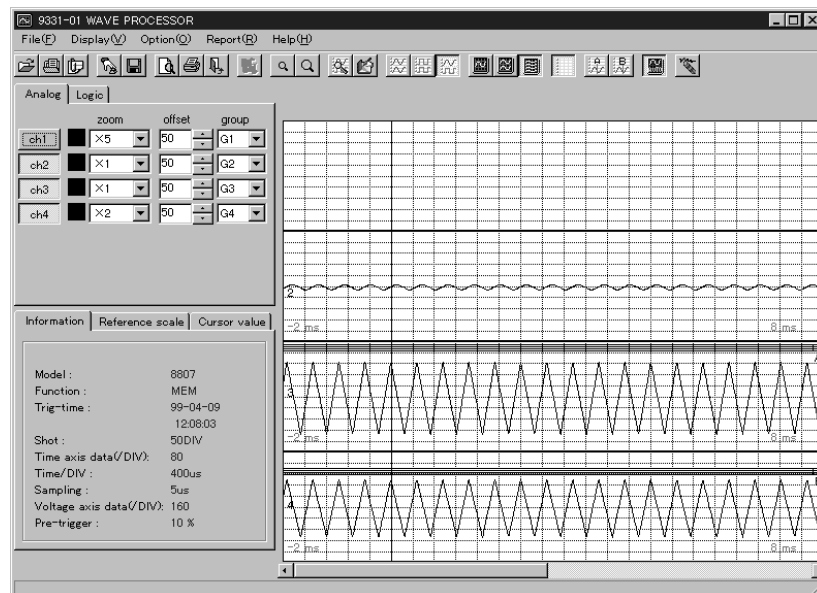 9331-01 WAVE PROCESSOR
File(F) Display(V) Option(O) Report(R) Help(H)
A B
Analog Logic
zoom offset group
ch1 ×5 50 G1
ch2 ×1 50 G2
ch3 ×1 50 G3
ch4 ×2 50 G4
2
-2 ms 8 ms
3
-2 ms 8 ms
4
-2 ms 8 ms
Information Reference scale Cursor value
Model : 8807
Function : MEM
Trig-time : 99-04-09
12:08:03
Shot : 50DIV
Time axis data(/DIV): 80
Time/DIV : 400us
Sampling : 5us
Voltage axis data(/DIV): 160
Pre-trigger : 10 %